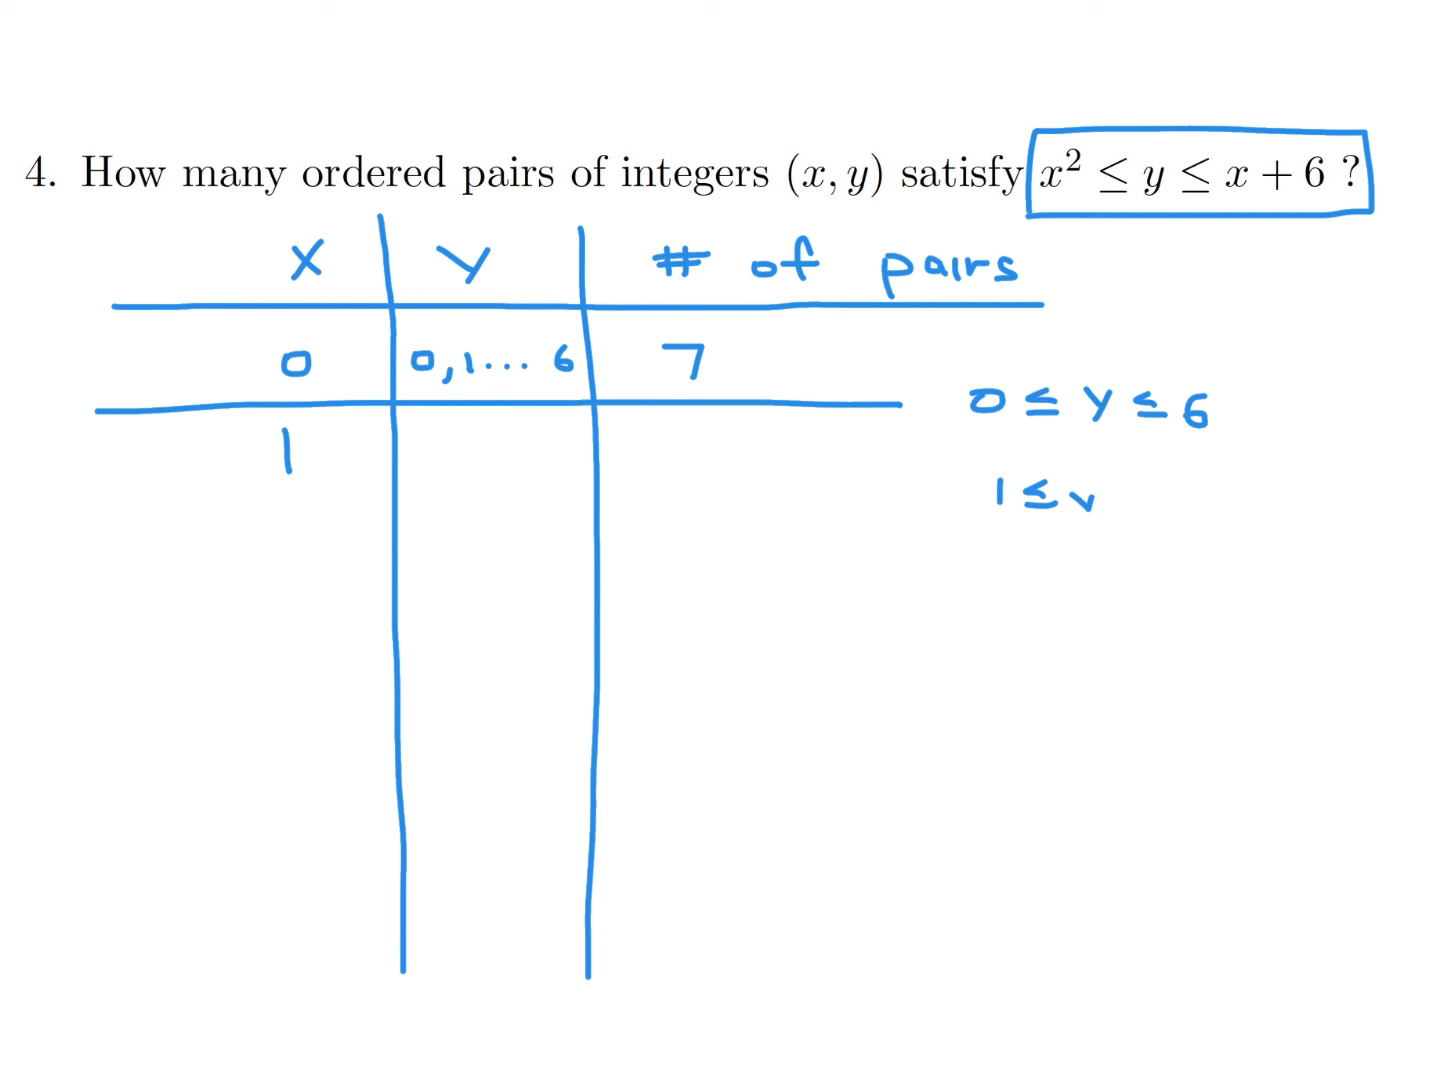 4. How many ordered pairs of integers (x, y) satisfy x² ≤ y ≤ x + 6 ?
x y # of pairs
0 0,1... 6 7
0 ≤ y ≤ 6
1
1 ≤ y